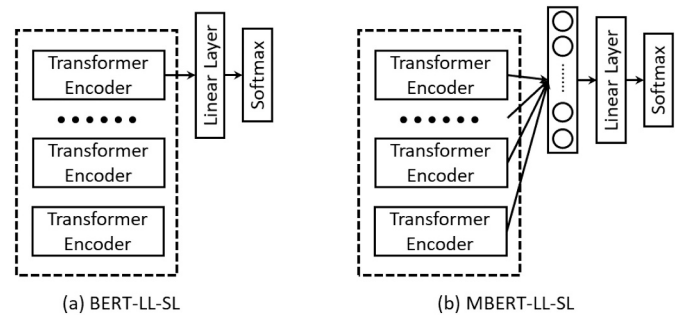 Transformer
Encoder
Transformer
Encoder
Transformer
Encoder
Linear Layer
Softmax
(a) BERT-LL-SL
Transformer
Encoder
Transformer
Encoder
Transformer
Encoder
Linear Layer
Softmax
(b) MBERT-LL-SL